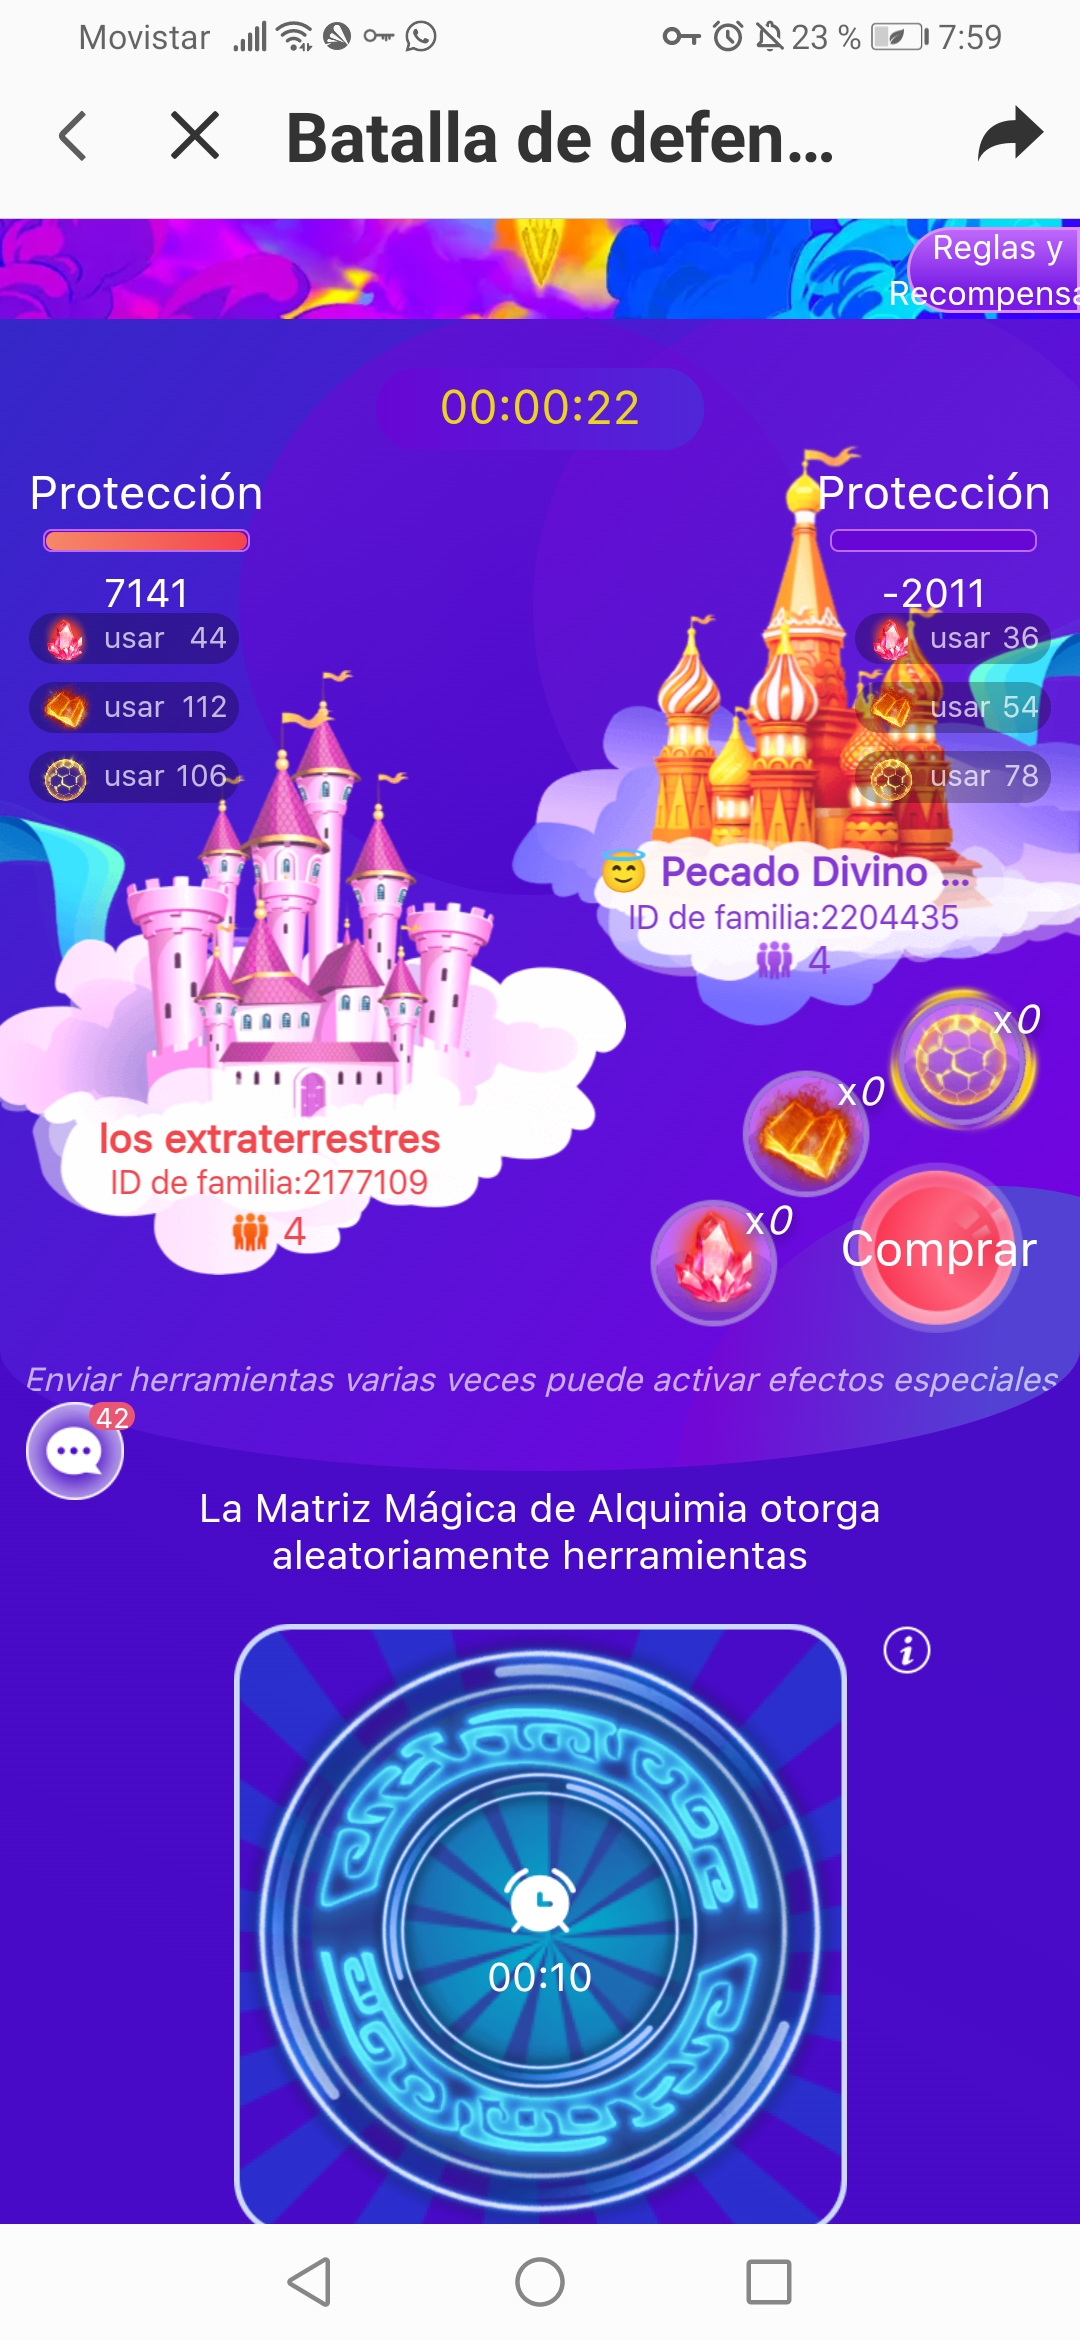 Movistar 23 % 7:59
Batalla de defen...
Reglas y
Recompensa
00:00:22
Protección
7141
usar 44
usar 112
usar 106
Protección
-2011
usar 36
usar 54
usar 78
😇 Pecado Divino ...
ID de familia:2204435
4
los extraterrestres
ID de familia:2177109
4
x0
x0
x0
Comprar
Enviar herramientas varias veces puede activar efectos especiales
42
La Matriz Mágica de Alquimia otorga
aleatoriamente herramientas
i
00:10